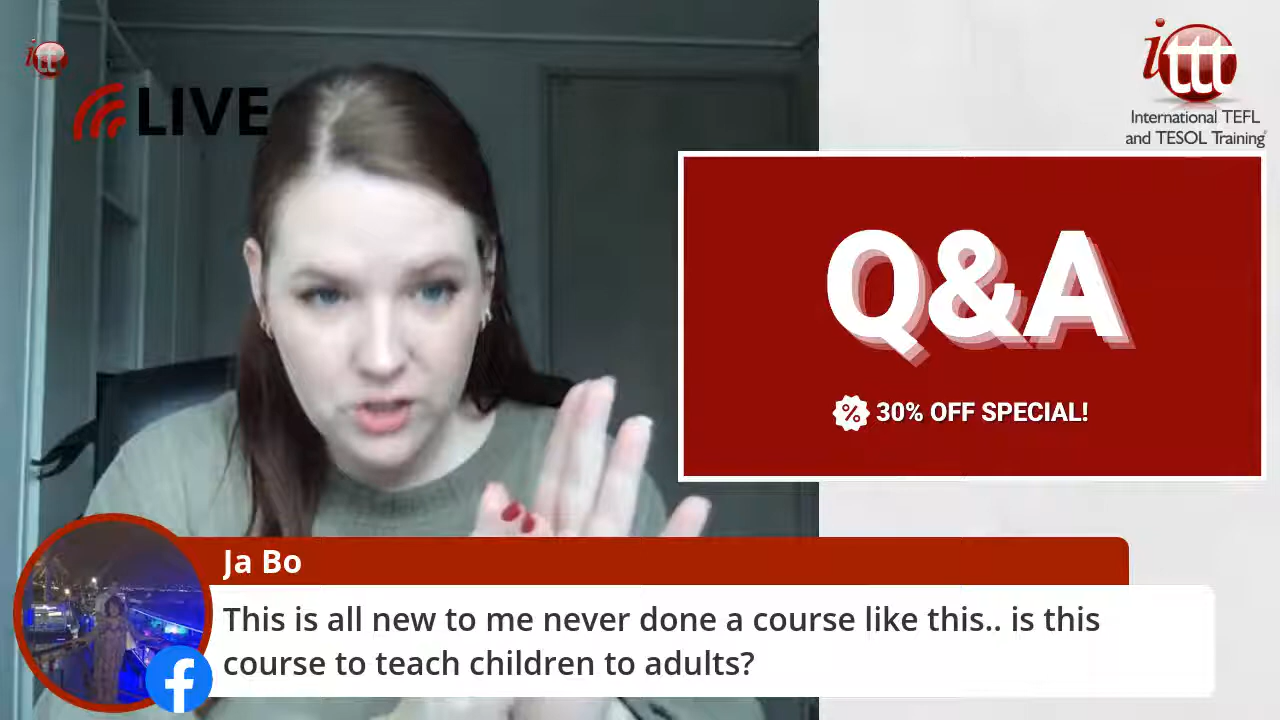 ittt
LIVE
ittt
International TEFL
and TESOL Training
Q&A
% 30% OFF SPECIAL!
Ja Bo
This is all new to me never done a course like this.. is this
course to teach children to adults?